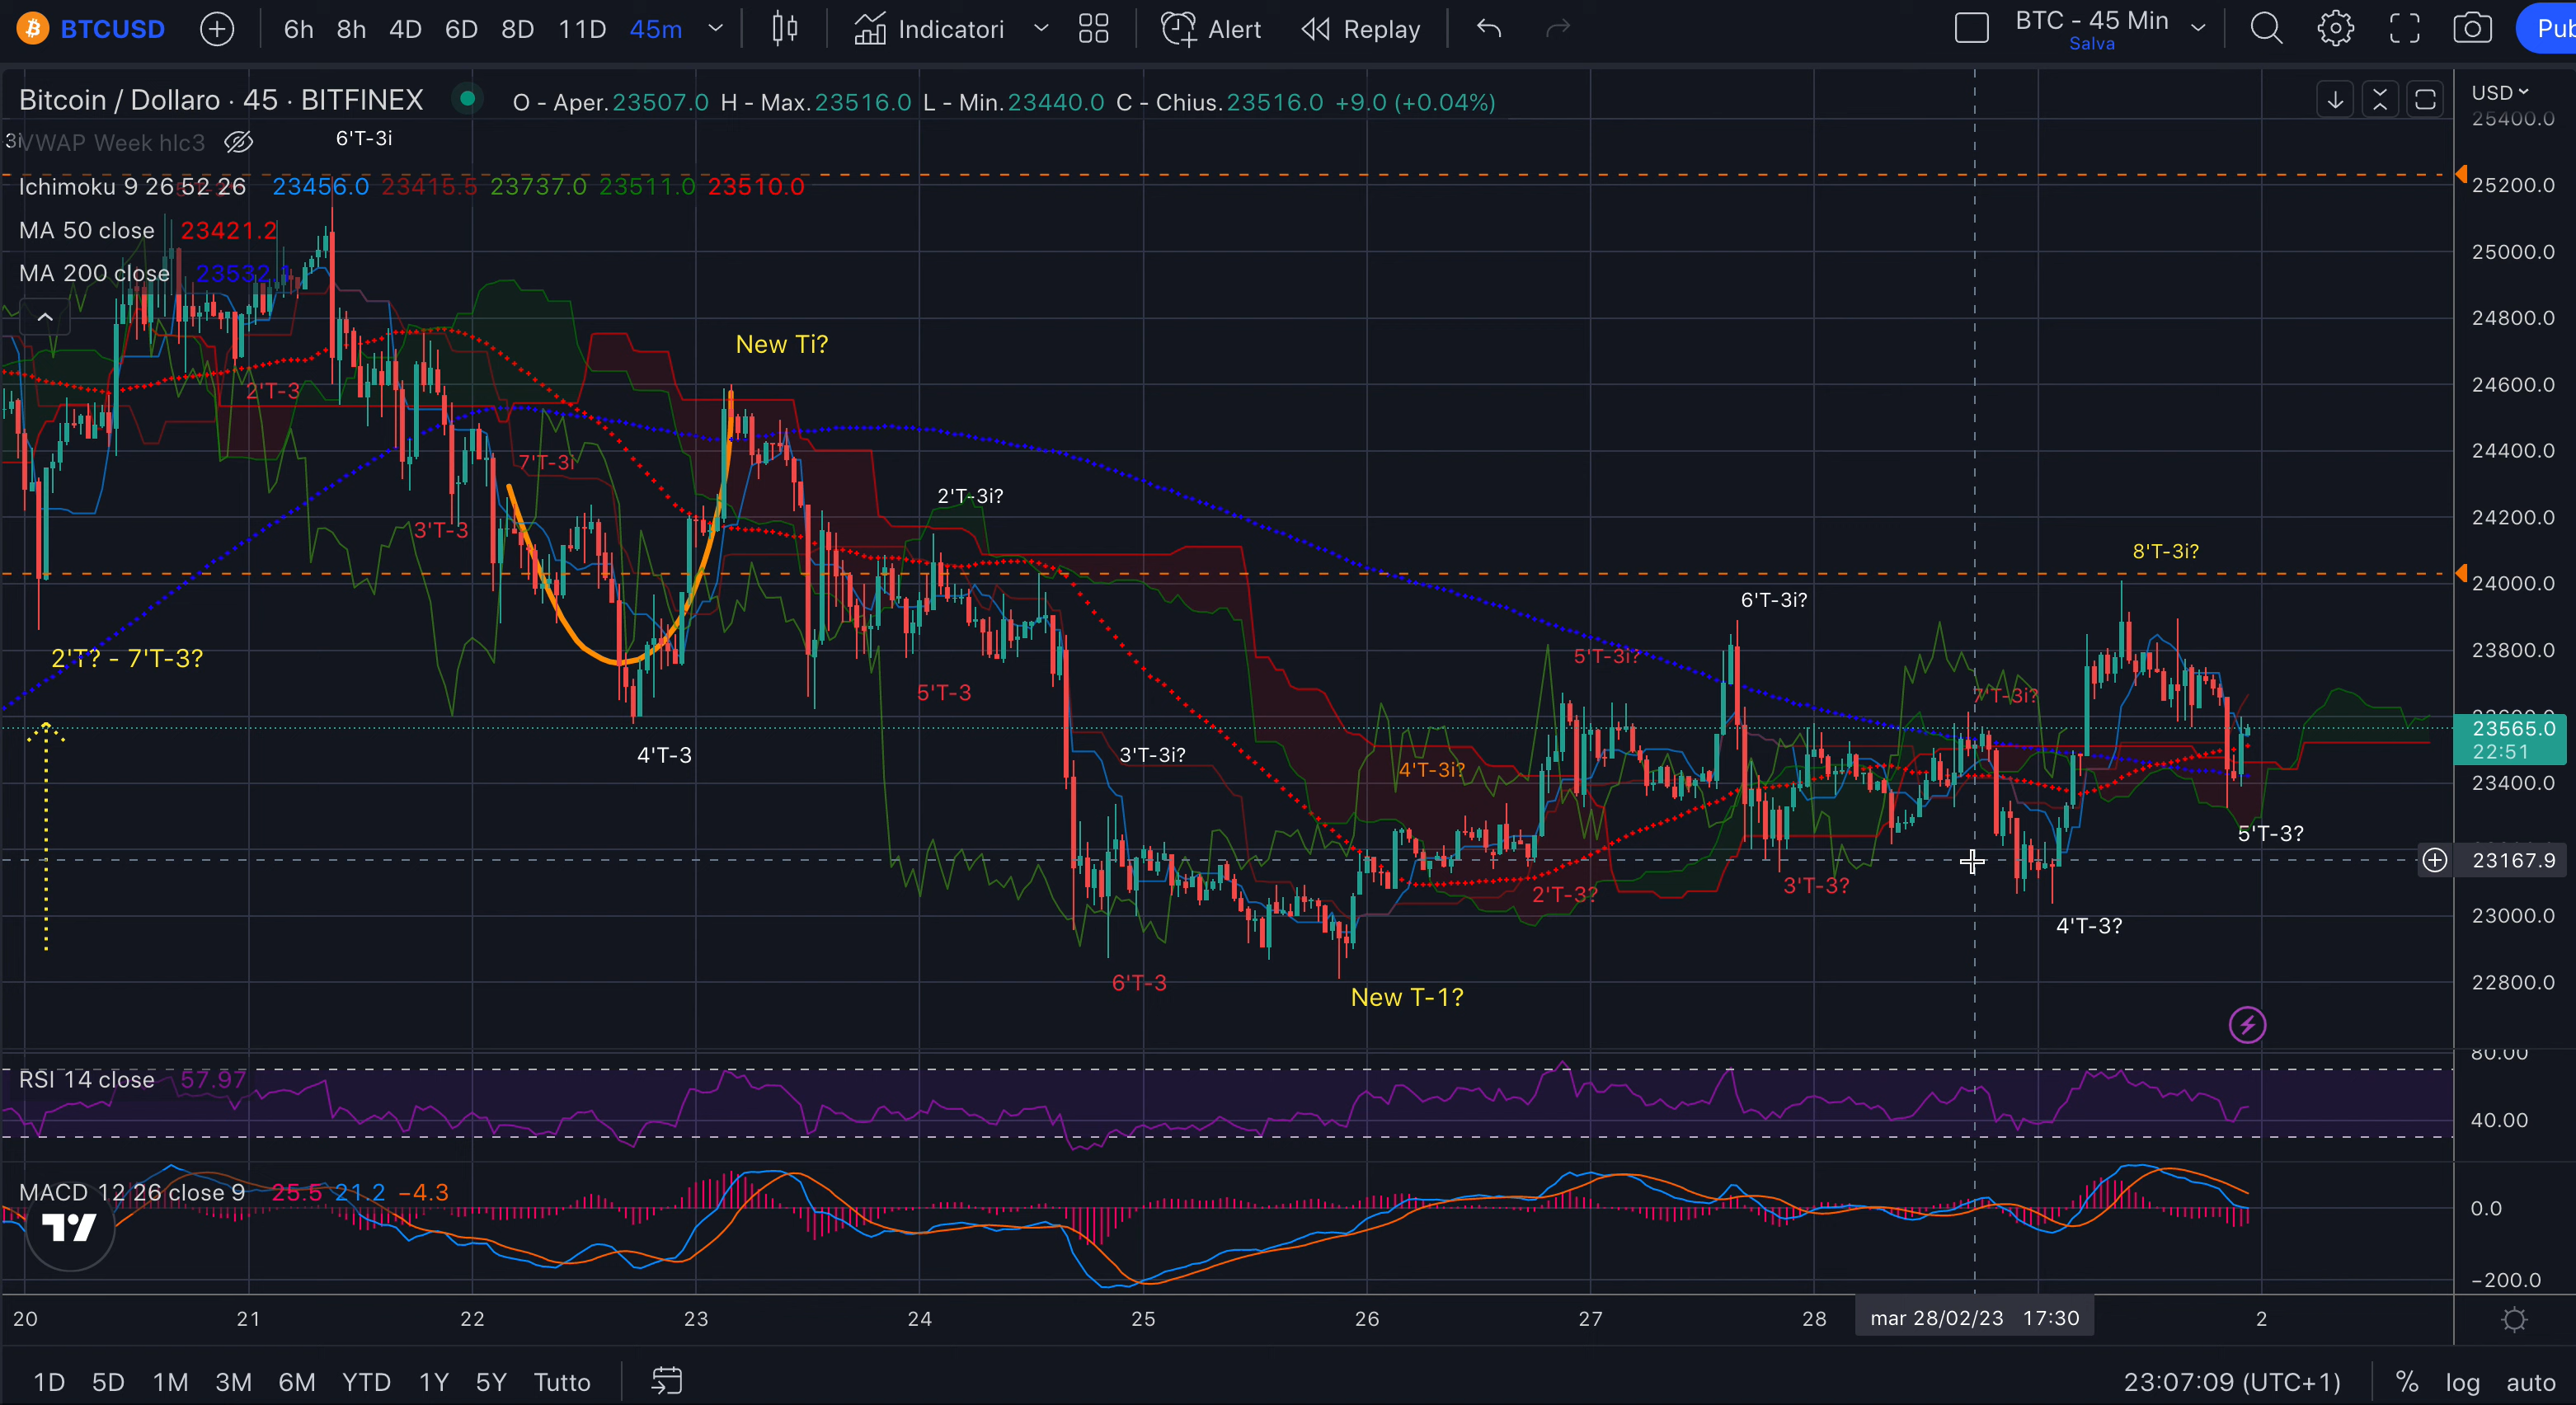 BTCUSD 6h 8h 4D 6D 8D 11D 45m Indicatori Alert Replay BTC - 45 Min Salva
Bitcoin / Dollaro · 45 · BITFINEX O - Aper. 23507.0 H - Max. 23516.0 L - Min. 23440.0 C - Chius. 23516.0 +9.0 (+0.04%)
USD
25400.0
VWAP Week hlc3
6'T-3i
Ichimoku 9 26 52 26 23456.0 23415.5 23737.0 23511.0 23510.0
25200.0
MA 50 close 23421.2
25000.0
MA 200 close
24800.0
New Ti?
24600.0
2'T-3
24400.0
7'T-3i
2'T-3i?
24200.0
3'T-3
8'T-3i?
24000.0
6'T-3i?
2'T? - 7'T-3?
5'T-3i?
23800.0
5'T-3
7'T-3i?
23565.0
22:51
4'T-3
3'T-3i?
4'T-3i?
23400.0
5'T-3?
23167.9
2'T-3?
3'T-3?
23000.0
4'T-3?
6'T-3
22800.0
New T-1?
80.00
RSI 14 close 57.97
40.00
MACD 12 26 close 9 25.5 21.2 −4.3
0.0
−200.0
20 21 22 23 24 25 26 27 28 mar 28/02/23 17:30 2
1D 5D 1M 3M 6M YTD 1Y 5Y Tutto 23:07:09 (UTC+1) % log auto